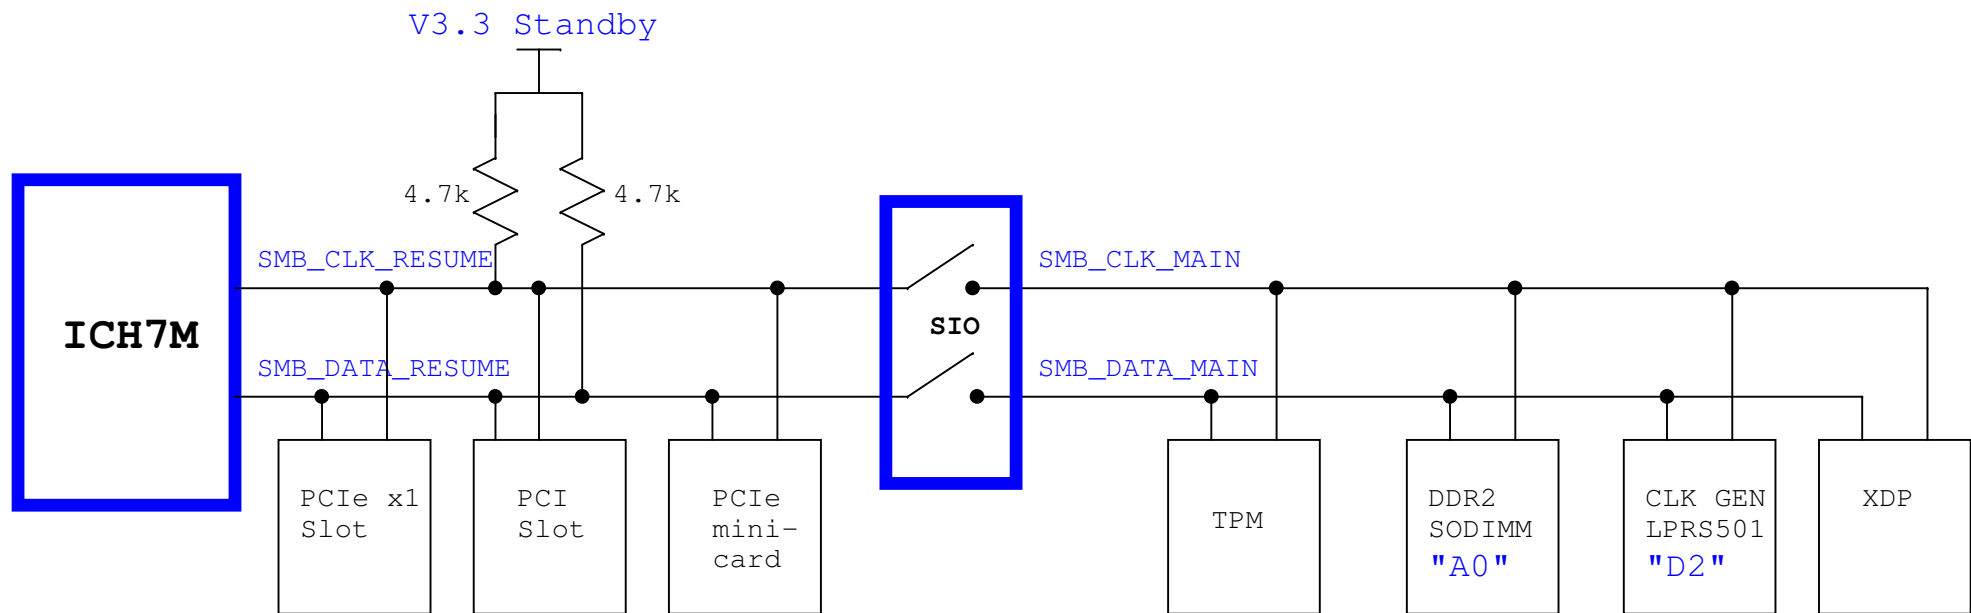 V3.3 Standby
4.7k
4.7k
SMB_CLK_RESUME
SMB_CLK_MAIN
ICH7M
SIO
SMB_DATA_RESUME
SMB_DATA_MAIN
PCIe x1
Slot
PCI
Slot
PCIe
mini-
card
TPM
DDR2
SODIMM
"A0"
CLK GEN
LPRS501
"D2"
XDP